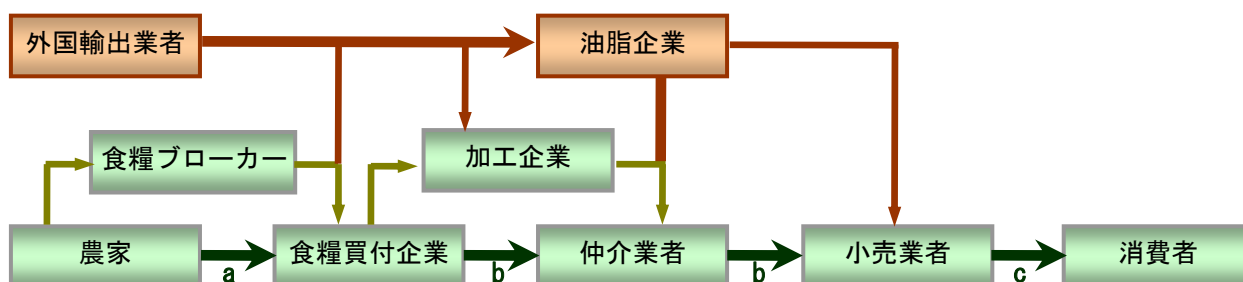 外国輸出業者
油脂企業
食糧ブローカー
加工企業
農家
食糧買付企業
仲介業者
小売業者
消費者
a
b
b
c